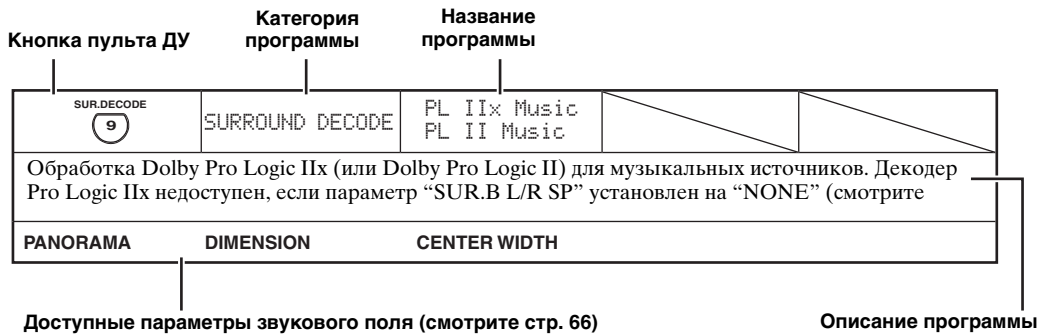 Кнопка пульта ДУ
Категория
программы
Название
программы
SUR.DECODE
9
SURROUND DECODE
PL IIx Music
PL II Music
Обработка Dolby Pro Logic IIx (или Dolby Pro Logic II) для музыкальных источников. Декодер
Pro Logic IIx недоступен, если параметр “SUR.B L/R SP” установлен на “NONE” (смотрите
PANORAMA DIMENSION CENTER WIDTH
Доступные параметры звукового поля (смотрите стр. 66)
Описание программы